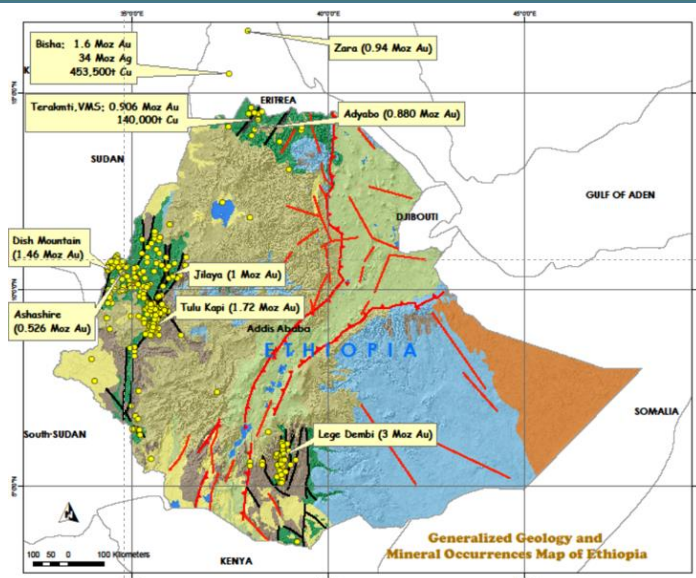 35°0'0"E
40°0'0"E
45°0'0"E
Bisha: 1.6 Moz Au
34 Moz Ag
453,500t Cu
Zara (0.94 Moz Au)
Terakmti,VMS: 0.906 Moz Au
140,000t Cu
ERITREA
Adyabo (0.880 Moz Au)
SUDAN
GULF OF ADEN
DJIBOUTI
Dish Mountain
(1.46 Moz Au)
Jilaya (1 Moz Au)
Ashashire
(0.526 Moz Au)
Tulu Kapi (1.72 Moz Au)
Addis Ababa
ETHIOPIA
SOMALIA
South-SUDAN
Lege Dembi (3 Moz Au)
Generalized Geology and
Mineral Occurrences Map of Ethiopia
100 50 0 100 Kilometers
KENYA